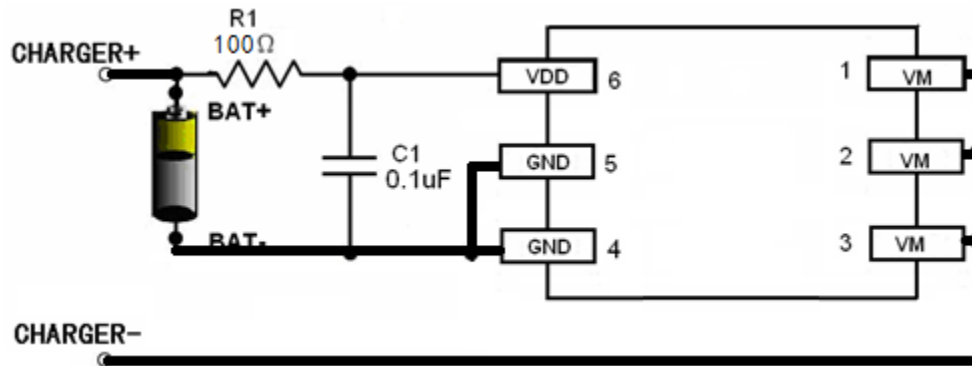 R1
100Ω
CHARGER+
BAT+
C1
0.1uF
BAT-
CHARGER-
VDD
6
GND
5
GND
4
1
VM
2
VM
3
VM